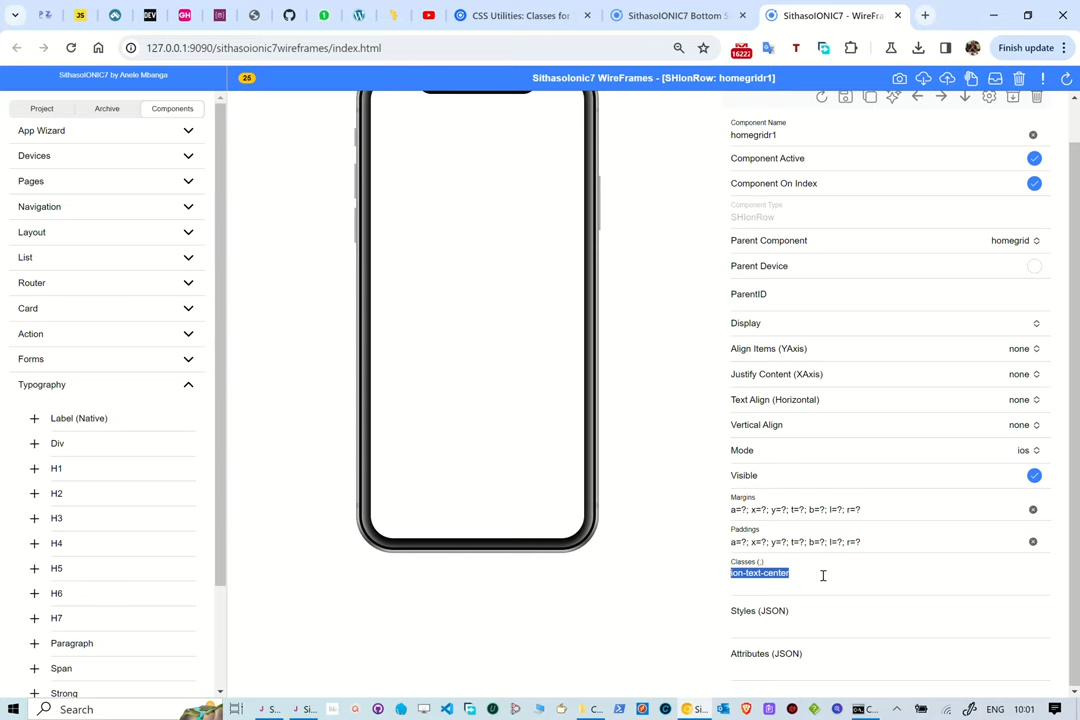 CSS Utilities: Classes for
SithasoIONIC7 Bottom S
SithasoIONIC7 - WireFra
127.0.0.1:9090/sithasoionic7wireframes/index.html
16222
Finish update
SithasoIONIC7 by Anele Mbanga
25
SithasoIonic7 WireFrames - [SHIonRow: homegridr1]
Project
Archive
Components
App Wizard
Devices
Pages
Navigation
Layout
List
Router
Card
Action
Forms
Typography
Label (Native)
Div
H1
H2
H3
H4
H5
H6
H7
Paragraph
Span
Strong
Component Name
homegridr1
Component Active
Component On Index
Component Type
SHIonRow
Parent Component homegrid
Parent Device
ParentID
Display
Align Items (YAxis) none
Justify Content (XAxis) none
Text Align (Horizontal) none
Vertical Align none
Mode ios
Visible
Margins
a=?; x=?; y=?; t=?; b=?; l=?; r=?
Paddings
a=?; x=?; y=?; t=?; b=?; l=?; r=?
Classes (;)
ion-text-center
Styles (JSON)
Attributes (JSON)
Search
S...
Si...
Si...
C...
ENG
10:01